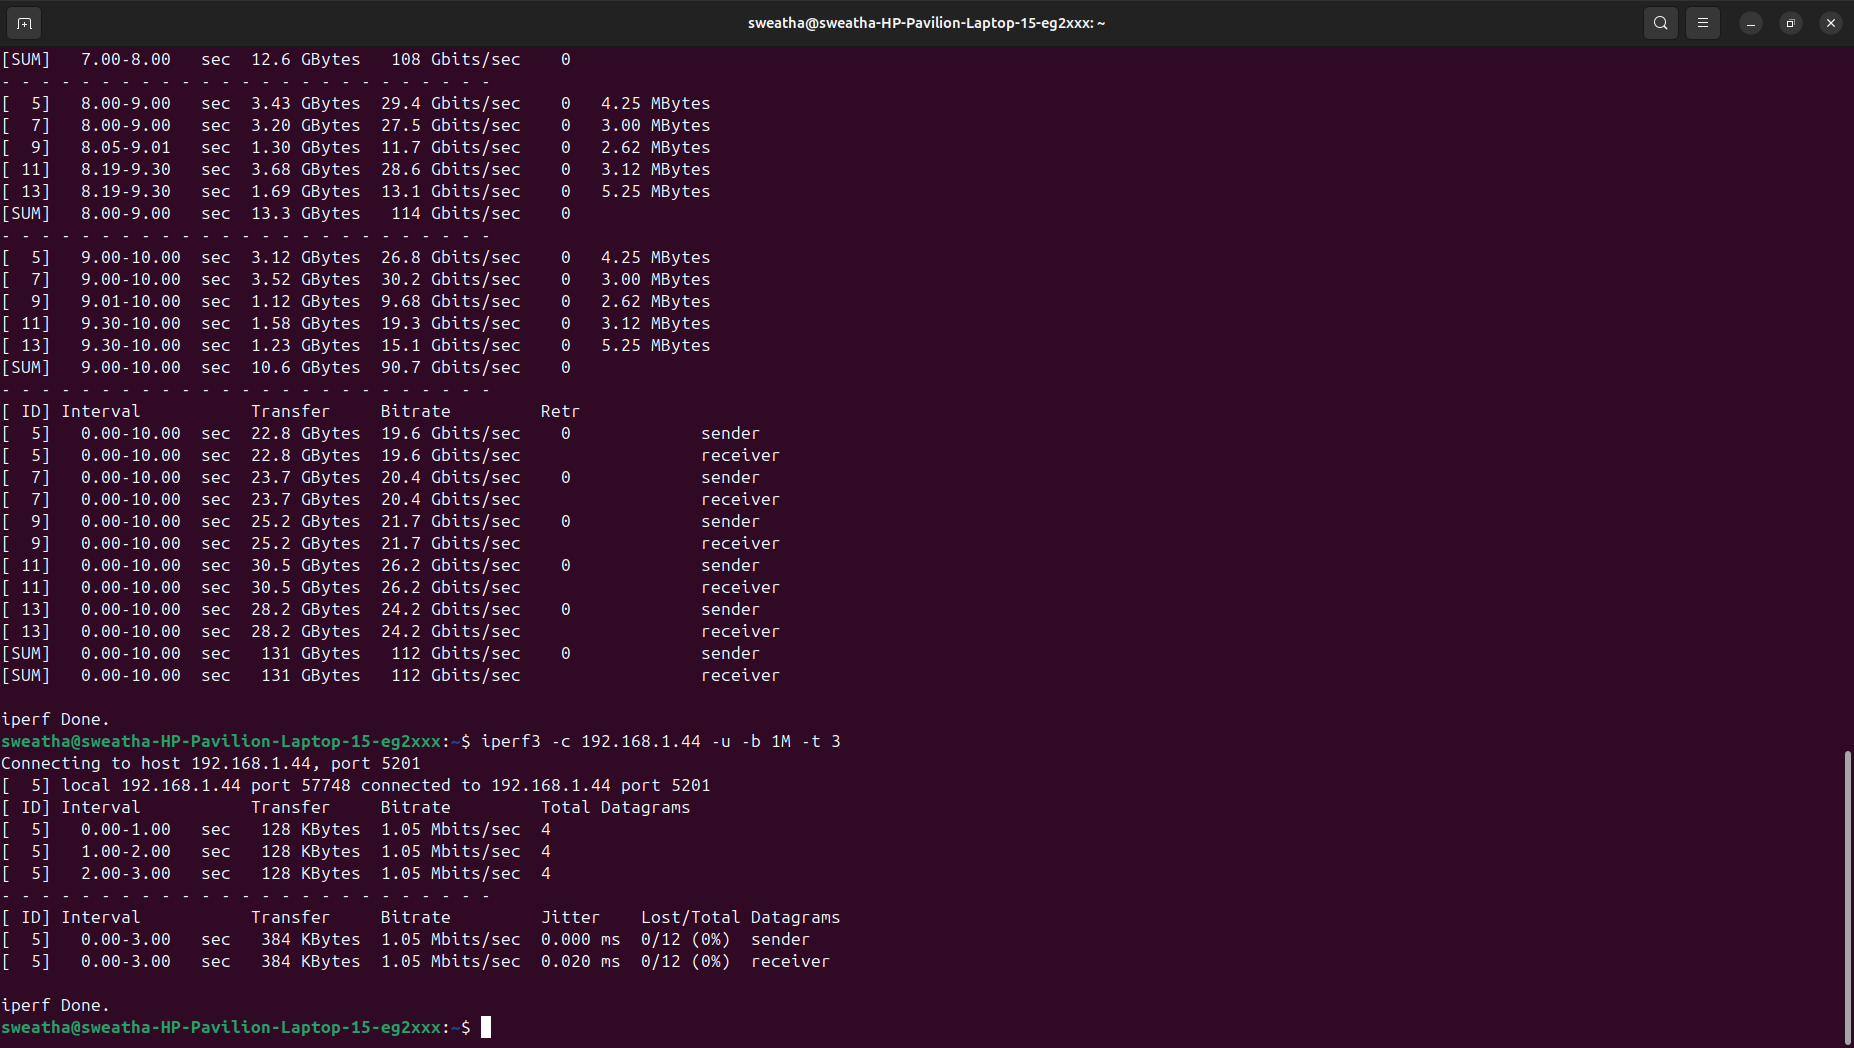 sweatha@sweatha-HP-Pavilion-Laptop-15-eg2xxx: ~
[SUM]   7.00-8.00   sec  12.6 GBytes   108 Gbits/sec    0
- - - - - - - - - - - - - - - - - - - - - - - - -
[  5]   8.00-9.00   sec  3.43 GBytes  29.4 Gbits/sec    0   4.25 MBytes
[  7]   8.00-9.00   sec  3.20 GBytes  27.5 Gbits/sec    0   3.00 MBytes
[  9]   8.05-9.01   sec  1.30 GBytes  11.7 Gbits/sec    0   2.62 MBytes
[ 11]   8.19-9.30   sec  3.68 GBytes  28.6 Gbits/sec    0   3.12 MBytes
[ 13]   8.19-9.30   sec  1.69 GBytes  13.1 Gbits/sec    0   5.25 MBytes
[SUM]   8.00-9.00   sec  13.3 GBytes   114 Gbits/sec    0
- - - - - - - - - - - - - - - - - - - - - - - - -
[  5]   9.00-10.00  sec  3.12 GBytes  26.8 Gbits/sec    0   4.25 MBytes
[  7]   9.00-10.00  sec  3.52 GBytes  30.2 Gbits/sec    0   3.00 MBytes
[  9]   9.01-10.00  sec  1.12 GBytes  9.68 Gbits/sec    0   2.62 MBytes
[ 11]   9.30-10.00  sec  1.58 GBytes  19.3 Gbits/sec    0   3.12 MBytes
[ 13]   9.30-10.00  sec  1.23 GBytes  15.1 Gbits/sec    0   5.25 MBytes
[SUM]   9.00-10.00  sec  10.6 GBytes  90.7 Gbits/sec    0
- - - - - - - - - - - - - - - - - - - - - - - - -
[ ID] Interval           Transfer     Bitrate         Retr
[  5]   0.00-10.00  sec  22.8 GBytes  19.6 Gbits/sec    0             sender
[  5]   0.00-10.00  sec  22.8 GBytes  19.6 Gbits/sec                  receiver
[  7]   0.00-10.00  sec  23.7 GBytes  20.4 Gbits/sec    0             sender
[  7]   0.00-10.00  sec  23.7 GBytes  20.4 Gbits/sec                  receiver
[  9]   0.00-10.00  sec  25.2 GBytes  21.7 Gbits/sec    0             sender
[  9]   0.00-10.00  sec  25.2 GBytes  21.7 Gbits/sec                  receiver
[ 11]   0.00-10.00  sec  30.5 GBytes  26.2 Gbits/sec    0             sender
[ 11]   0.00-10.00  sec  30.5 GBytes  26.2 Gbits/sec                  receiver
[ 13]   0.00-10.00  sec  28.2 GBytes  24.2 Gbits/sec    0             sender
[ 13]   0.00-10.00  sec  28.2 GBytes  24.2 Gbits/sec                  receiver
[SUM]   0.00-10.00  sec   131 GBytes   112 Gbits/sec    0             sender
[SUM]   0.00-10.00  sec   131 GBytes   112 Gbits/sec                  receiver

iperf Done.
sweatha@sweatha-HP-Pavilion-Laptop-15-eg2xxx:~$ iperf3 -c 192.168.1.44 -u -b 1M -t 3
Connecting to host 192.168.1.44, port 5201
[  5] local 192.168.1.44 port 57748 connected to 192.168.1.44 port 5201
[ ID] Interval           Transfer     Bitrate         Total Datagrams
[  5]   0.00-1.00   sec   128 KBytes  1.05 Mbits/sec  4
[  5]   1.00-2.00   sec   128 KBytes  1.05 Mbits/sec  4
[  5]   2.00-3.00   sec   128 KBytes  1.05 Mbits/sec  4
- - - - - - - - - - - - - - - - - - - - - - - - -
[ ID] Interval           Transfer     Bitrate         Jitter    Lost/Total Datagrams
[  5]   0.00-3.00   sec   384 KBytes  1.05 Mbits/sec  0.000 ms  0/12 (0%)  sender
[  5]   0.00-3.00   sec   384 KBytes  1.05 Mbits/sec  0.020 ms  0/12 (0%)  receiver

iperf Done.
sweatha@sweatha-HP-Pavilion-Laptop-15-eg2xxx:~$